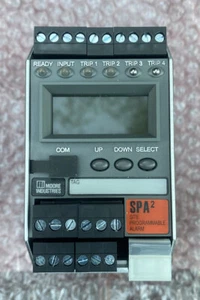 READY INPUT TRIP 1 TRIP 2 TRIP 3 TRIP 4
COM UP DOWN SELECT
TAG
MOORE
INDUSTRIES
SPA²
SITE
PROGRAMMABLE
ALARM